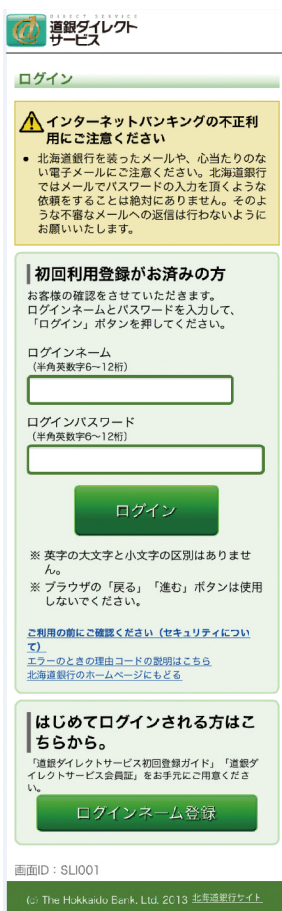 DIRECT SERVICE
道銀ダイレクト
サービス
ログイン
インターネットバンキングの不正利
用にご注意ください
● 北海道銀行を装ったメールや、心当たりのな
い電子メールにご注意ください。北海道銀行
ではメールでパスワードの入力を頂くような
依頼をすることは絶対にありません。そのよ
うな不審なメールへの返信は行わないように
お願いいたします。
初回利用登録がお済みの方
お客様の確認をさせていただきます。
ログインネームとパスワードを入力して、
「ログイン」ボタンを押してください。
ログインネーム
(半角英数字6〜12桁)
ログインパスワード
(半角英数字6〜12桁)
ログイン
※ 英字の大文字と小文字の区別はありませ
ん。
※ ブラウザの「戻る」「進む」ボタンは使用
しないでください。
ご利用の前にご確認ください（セキュリティについ
て）
エラーのときの理由コードの説明はこちら
北海道銀行のホームページにもどる
はじめてログインされる方はこ
ちらから。
「道銀ダイレクトサービス初回登録ガイド」「道銀ダ
イレクトサービス会員証」をお手元にご用意くださ
い。
ログインネーム登録
画面ID：SLI001
(c) The Hokkaido Bank, Ltd. 2013 北海道銀行サイト